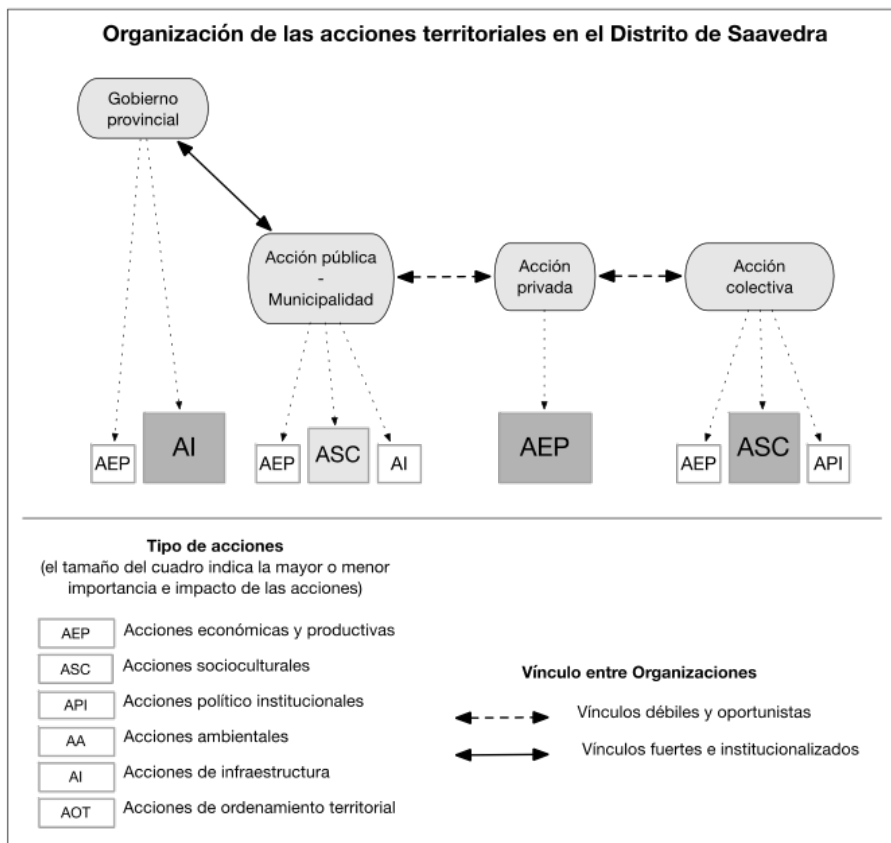 Organización de las acciones territoriales en el Distrito de Saavedra
Gobierno
provincial
Acción pública
-
Municipalidad
Acción
privada
Acción
colectiva
AEP
AI
AEP
ASC
AI
AEP
AEP
ASC
API
Tipo de acciones
(el tamaño del cuadro indica la mayor o menor
importancia e impacto de las acciones)
AEP Acciones económicas y productivas
ASC Acciones socioculturales
API Acciones político institucionales
AA Acciones ambientales
AI Acciones de infraestructura
AOT Acciones de ordenamiento territorial
Vínculo entre Organizaciones
Vínculos débiles y oportunistas
Vínculos fuertes e institucionalizados